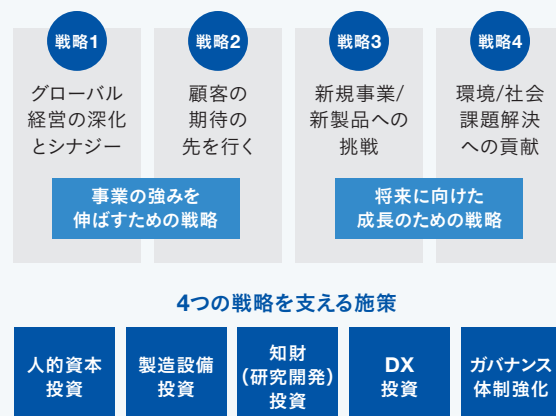 戦略1
戦略2
戦略3
戦略4
グローバル
経営の深化
とシナジー
顧客の
期待の
先を行く
新規事業/
新製品への
挑戦
環境/社会
課題解決
への貢献
事業の強みを
伸ばすための戦略
将来に向けた
成長のための戦略
4つの戦略を支える施策
人的資本
投資
製造設備
投資
知財
(研究開発)
投資
DX
投資
ガバナンス
体制強化